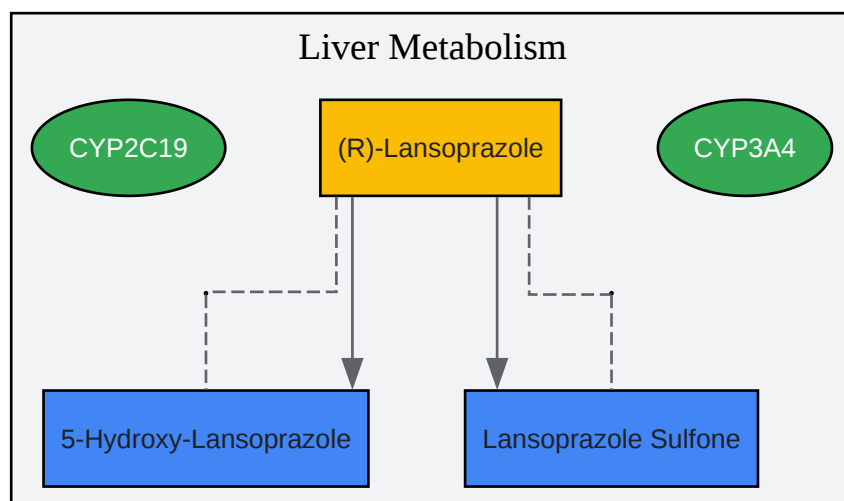 Liver Metabolism
CYP2C19
(R)-Lansoprazole
CYP3A4
5-Hydroxy-Lansoprazole
Lansoprazole Sulfone